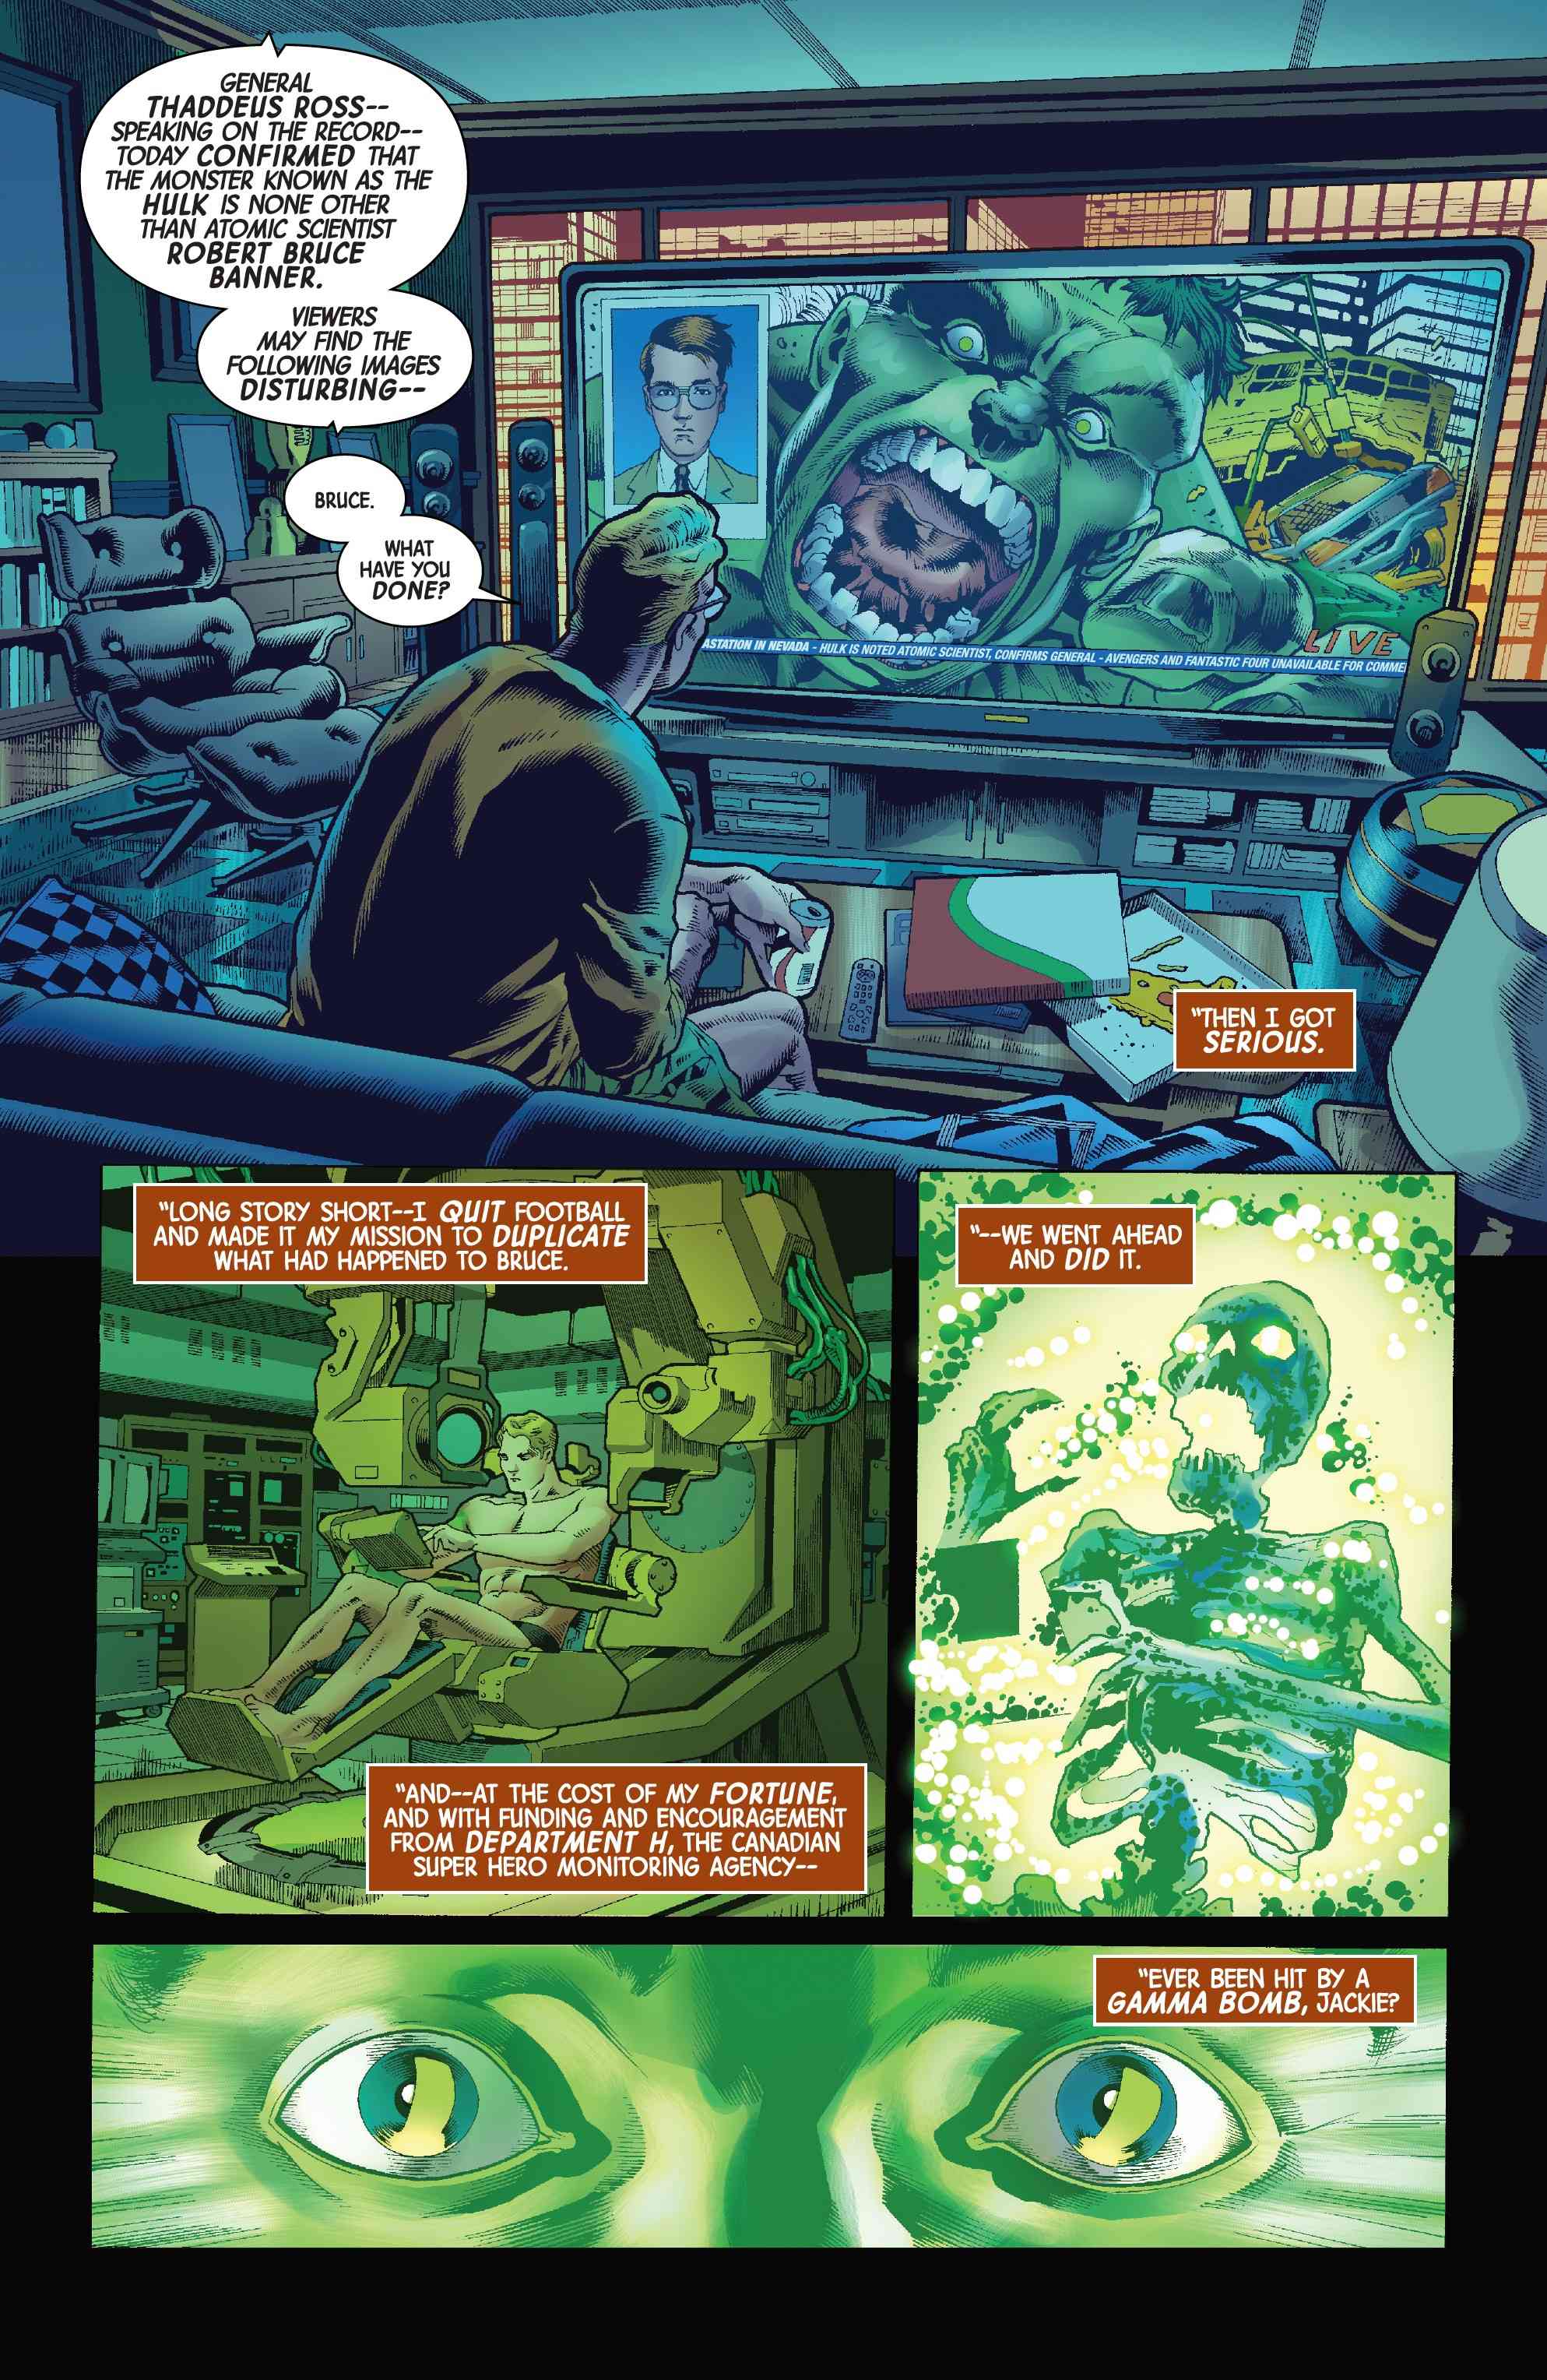 GENERAL
THADDEUS ROSS--
SPEAKING ON THE RECORD--
TODAY CONFIRMED THAT
THE MONSTER KNOWN AS THE
HULK IS NONE OTHER
THAN ATOMIC SCIENTIST
ROBERT BRUCE
BANNER.
VIEWERS
MAY FIND THE
FOLLOWING IMAGES
DISTURBING--
BRUCE.
WHAT
HAVE YOU
DONE?
LIVE
ASTATION IN NEVADA - HULK IS NOTED ATOMIC SCIENTIST, CONFIRMS GENERAL - AVENGERS AND FANTASTIC FOUR UNAVAILABLE FOR COMME
"THEN I GOT
SERIOUS.
"LONG STORY SHORT--I QUIT FOOTBALL
AND MADE IT MY MISSION TO DUPLICATE
WHAT HAD HAPPENED TO BRUCE.
"AND--AT THE COST OF MY FORTUNE,
AND WITH FUNDING AND ENCOURAGEMENT
FROM DEPARTMENT H, THE CANADIAN
SUPER HERO MONITORING AGENCY--
"--WE WENT AHEAD
AND DID IT.
"EVER BEEN HIT BY A
GAMMA BOMB, JACKIE?